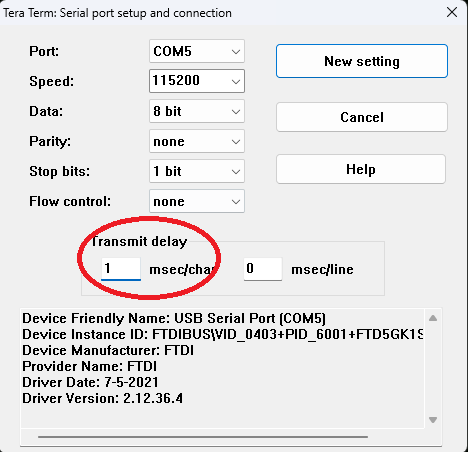 Tera Term: Serial port setup and connection
Port: COM5 New setting
Speed: 115200
Data: 8 bit Cancel
Parity: none
Stop bits: 1 bit Help
Flow control: none
Transmit delay
1 msec/char 0 msec/line
Device Friendly Name: USB Serial Port (COM5)
Device Instance ID: FTDIBUS\VID_0403+PID_6001+FTD5GK1S
Device Manufacturer: FTDI
Provider Name: FTDI
Driver Date: 7-5-2021
Driver Version: 2.12.36.4